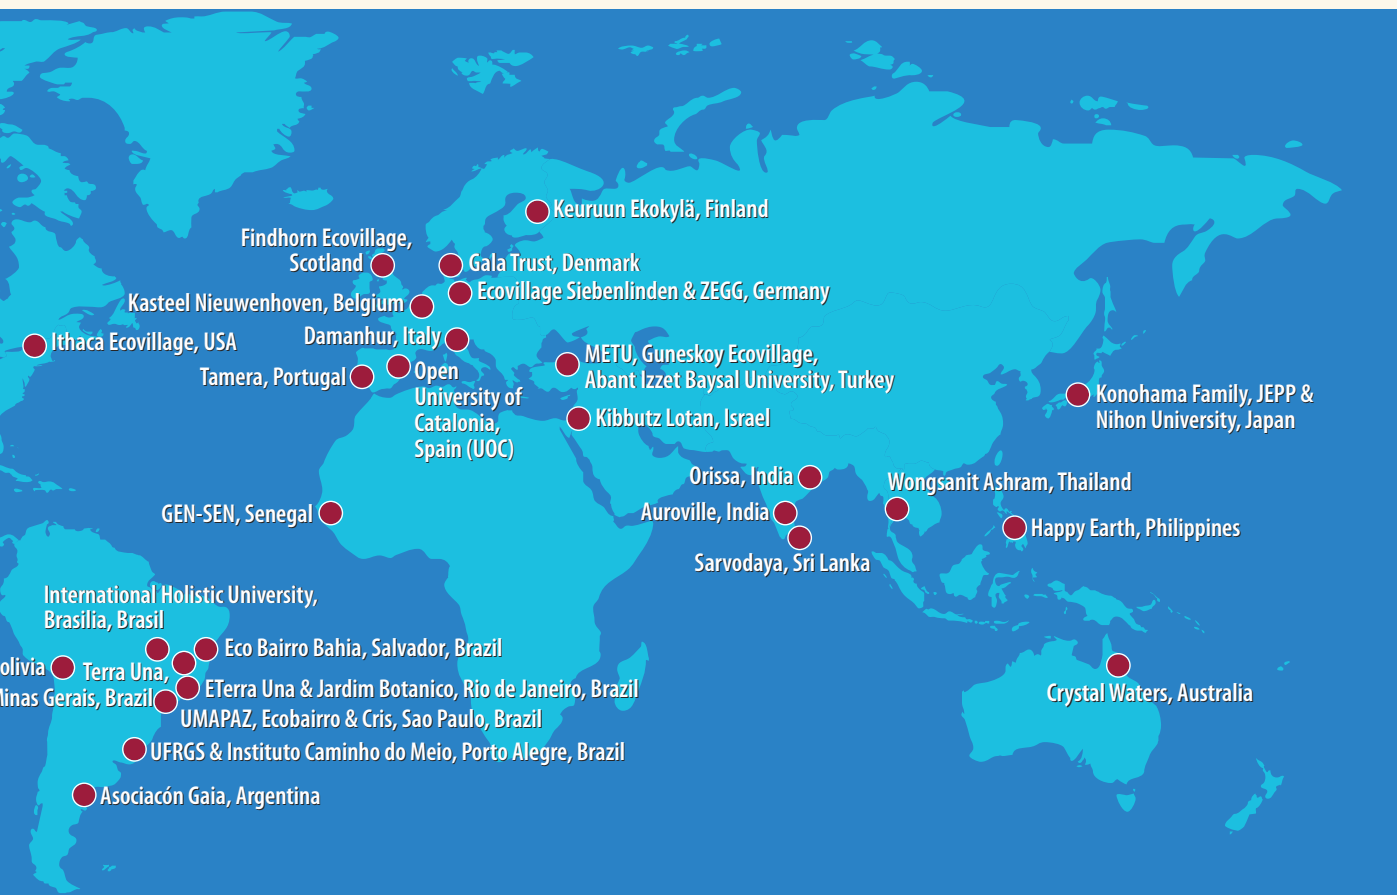 Keuruun Ekokylä, Finland
Findhorn Ecovillage,
Scotland
Gala Trust, Denmark
Ecovillage Siebenlinden & ZEGG, Germany
Kasteel Nieuwenhoven, Belgium
Damanhur, Italy
Ithaca Ecovillage, USA
METU, Guneskoy Ecovillage,
Abant Izzet Baysal University, Turkey
Tamera, Portugal
Open
University of
Catalonia,
Spain (UOC)
Konohama Family, JEPP &
Nihon University, Japan
Kibbutz Lotan, Israel
Orissa, India
Wongsanit Ashram, Thailand
GEN-SEN, Senegal
Auroville, India
Happy Earth, Philippines
Sarvodaya, Sri Lanka
International Holistic University,
Brasilia, Brasil
Eco Bairro Bahia, Salvador, Brazil
olivia
Terra Una,
Minas Gerais, Brazil
ETerra Una & Jardim Botanico, Rio de Janeiro, Brazil
Crystal Waters, Australia
UMAPAZ, Ecobairro & Cris, Sao Paulo, Brazil
UFRGS & Instituto Caminho do Meio, Porto Alegre, Brazil
Asociacón Gaia, Argentina